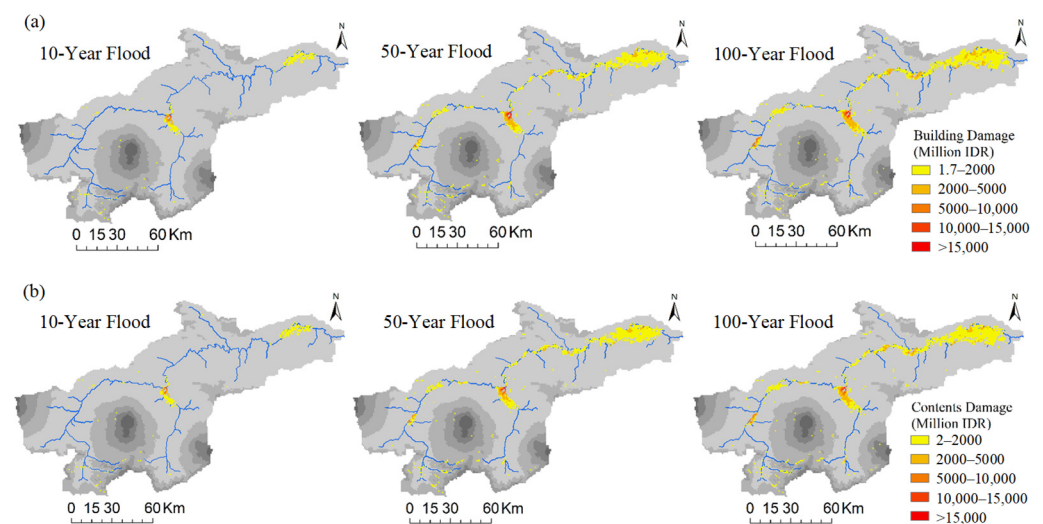 (a)
10-Year Flood
N
0 15 30 60 Km
50-Year Flood
N
0 15 30 60 Km
100-Year Flood
N
0 15 30 60 Km
Building Damage
(Million IDR)
1.7–2000
2000–5000
5000–10,000
10,000–15,000
>15,000
(b)
10-Year Flood
N
0 15 30 60 Km
50-Year Flood
N
0 15 30 60 Km
100-Year Flood
N
0 15 30 60 Km
Contents Damage
(Million IDR)
2–2000
2000–5000
5000–10,000
10,000–15,000
>15,000